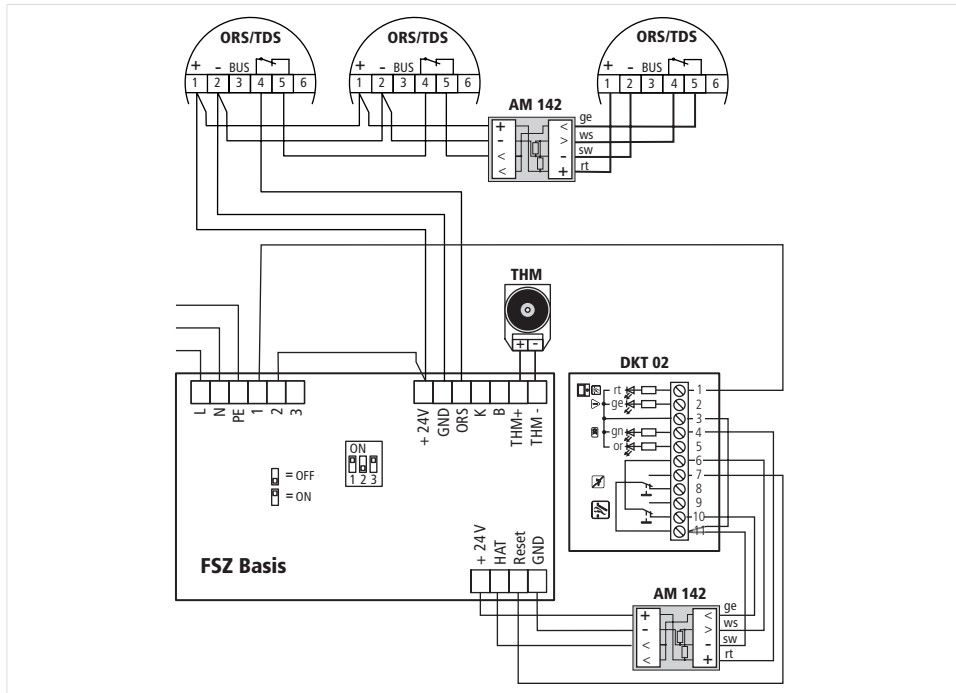 ORS/TDS ORS/TDS ORS/TDS
+ - BUS + - BUS + - BUS
1 2 3 4 5 6 1 2 3 4 5 6 1 2 3 4 5 6
AM 142
+ < ge
- > ws
< - sw
< + rt
THM
+ -
DKT 02
rt 1
ge 2
3
gn 4
or 5
6
7
8
9
10
11
L N PE 1 2 3
+ 24V GND ORS K B THM+ THM -
ON
1 2 3
= OFF
= ON
FSZ Basis
+ 24 V HAT Reset GND
AM 142
+ < ge
- > ws
< - sw
< + rt